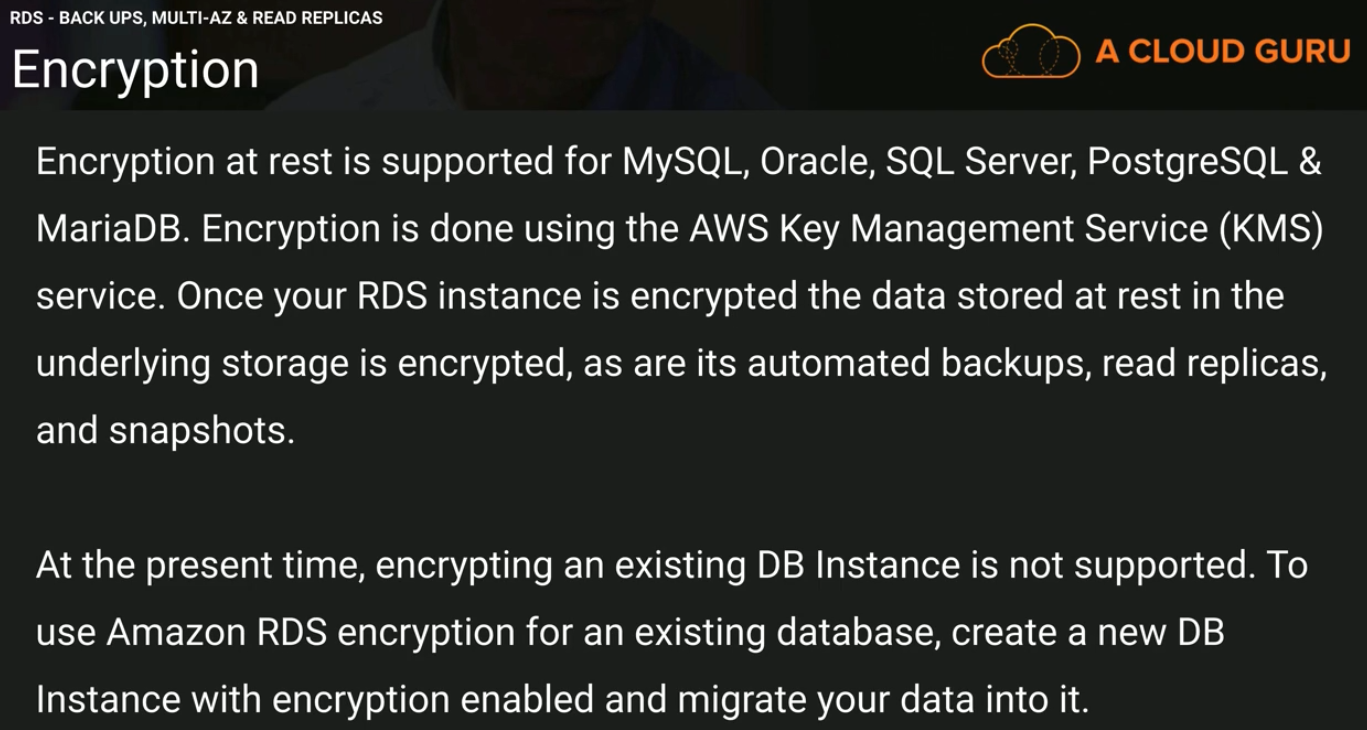 RDS - BACK UPS, MULTI-AZ & READ REPLICAS
Encryption
A CLOUD GURU
Encryption at rest is supported for MySQL, Oracle, SQL Server, PostgreSQL &
MariaDB. Encryption is done using the AWS Key Management Service (KMS)
service. Once your RDS instance is encrypted the data stored at rest in the
underlying storage is encrypted, as are its automated backups, read replicas,
and snapshots.
At the present time, encrypting an existing DB Instance is not supported. To
use Amazon RDS encryption for an existing database, create a new DB
Instance with encryption enabled and migrate your data into it.